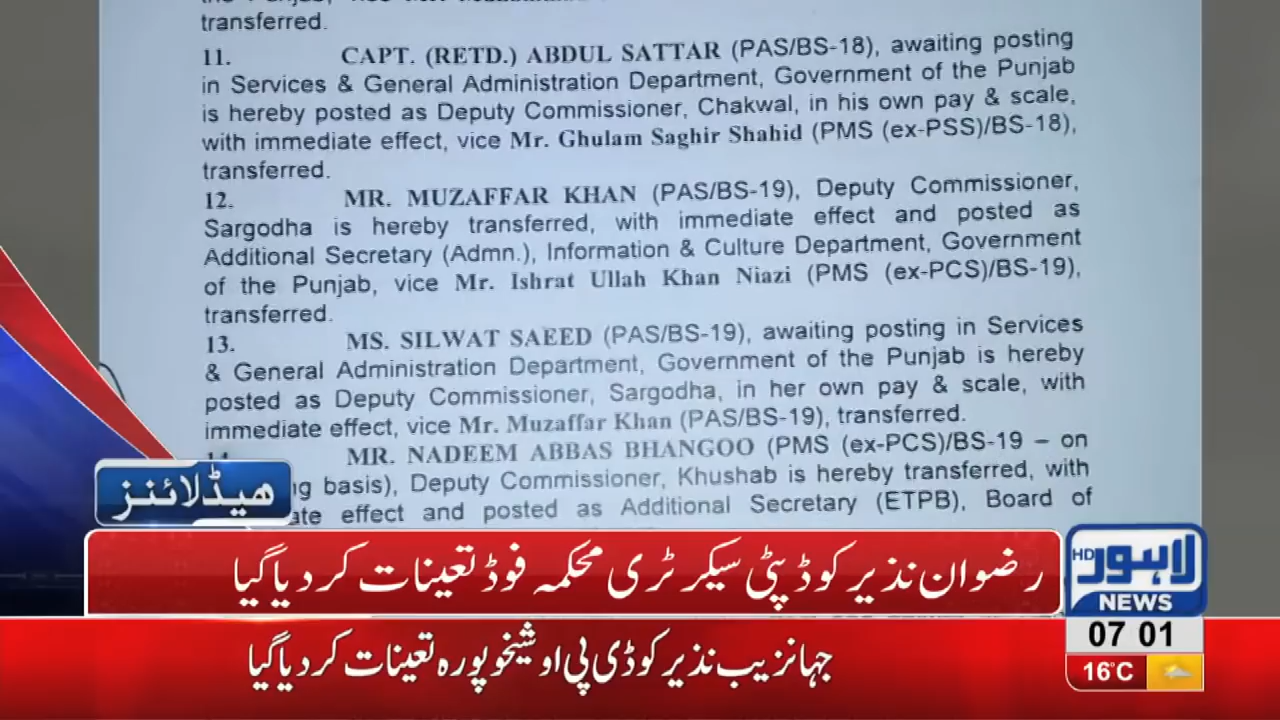 transferred.
11. CAPT. (RETD.) ABDUL SATTAR (PAS/BS-18), awaiting posting
in Services & General Administration Department, Government of the Punjab
is hereby posted as Deputy Commissioner, Chakwal, in his own pay & scale,
with immediate effect, vice Mr. Ghulam Saghir Shahid (PMS (ex-PSS)/BS-18),
transferred.
12. MR. MUZAFFAR KHAN (PAS/BS-19), Deputy Commissioner,
Sargodha is hereby transferred, with immediate effect and posted as
Additional Secretary (Admn.), Information & Culture Department, Government
of the Punjab, vice Mr. Ishrat Ullah Khan Niazi (PMS (ex-PCS)/BS-19),
transferred.
13. MS. SILWAT SAEED (PAS/BS-19), awaiting posting in Services
& General Administration Department, Government of the Punjab is hereby
posted as Deputy Commissioner, Sargodha, in her own pay & scale, with
immediate effect, vice Mr. Muzaffar Khan (PAS/BS-19), transferred.
MR. NADEEM ABBAS BHANGOO (PMS (ex-PCS)/BS-19 – on
basis), Deputy Commissioner, Khushab is hereby transferred, with
effect and posted as Additional Secretary (ETPB), Board of
ہیڈلائنز
رضوان نذیر کو ڈپٹی سیکرٹری محکمہ فوڈ تعینات کر دیا گیا
جہانزیب نذیر کو ڈی پی او شیخوپورہ تعینات کر دیا گیا
لاہور HD
NEWS
07 01
16°C